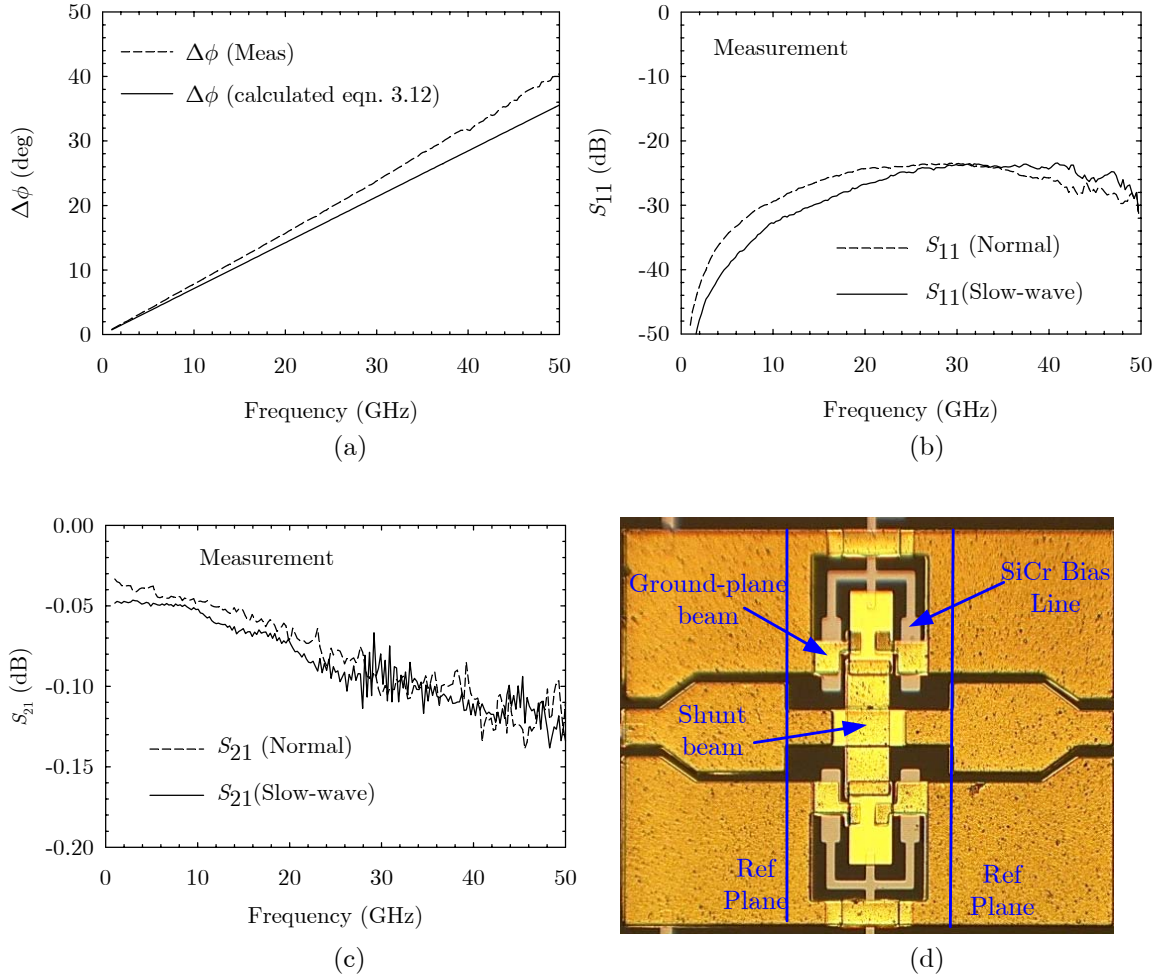 Δϕ (Meas)
Δϕ (calculated eqn. 3.12)
Δϕ (deg)
50
40
30
20
10
0
0 10 20 30 40 50
Frequency (GHz)
(a)
Measurement
S11 (dB)
0
-10
-20
-30
-40
-50
S11 (Normal)
S11(Slow-wave)
0 10 20 30 40 50
Frequency (GHz)
(b)
Measurement
S21 (dB)
0.00
-0.05
-0.10
-0.15
-0.20
S21 (Normal)
S21(Slow-wave)
0 10 20 30 40 50
Frequency (GHz)
(c)
Ground-plane
beam
SiCr Bias
Line
Shunt
beam
Ref
Plane
Ref
Plane
(d)